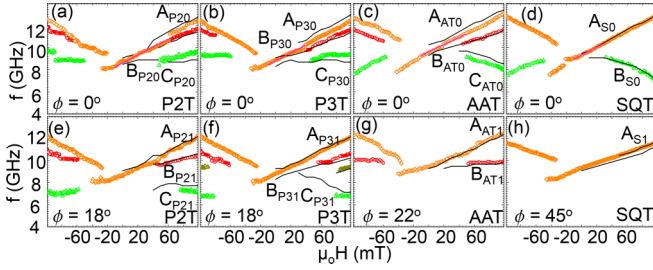 f (GHz)
12
10
8
6
4
(a)
A_P20
B_P20
C_P20
ϕ = 0°
P2T
(b)
A_P30
B_P30
C_P30
ϕ = 0°
P3T
(c)
A_AT0
B_AT0
C_AT0
ϕ = 0°
AAT
(d)
A_S0
B_S0
ϕ = 0°
SQT
f (GHz)
12
10
8
6
4
(e)
A_P21
B_P21
C_P21
ϕ = 18°
P2T
(f)
A_P31
B_P31
C_P31
ϕ = 18°
P3T
(g)
A_AT1
B_AT1
ϕ = 22°
AAT
(h)
A_S1
ϕ = 45°
SQT
-60 -20 20 60
-60 -20 20 60
-60 -20 20 60
-60 -20 20 60
μ₀H (mT)